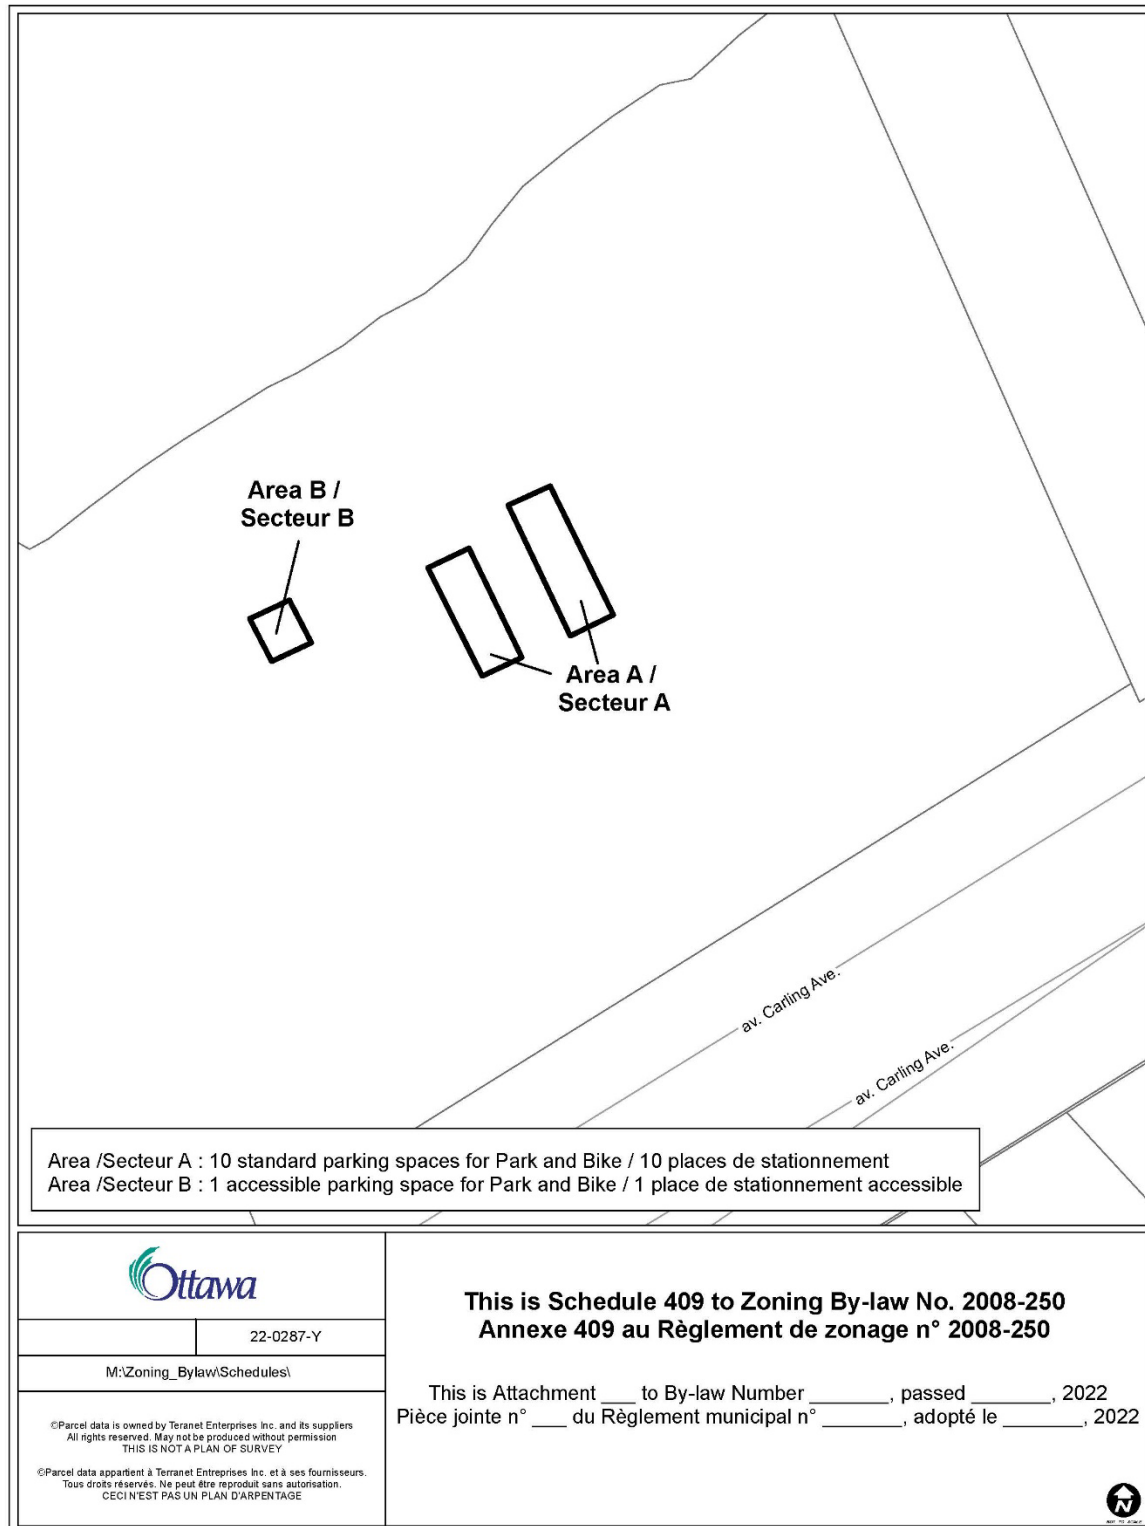 Area B /
Secteur B
Area A /
Secteur A
av. Carling Ave.
av. Carling Ave.
Area /Secteur A : 10 standard parking spaces for Park and Bike / 10 places de stationnement
Area /Secteur B : 1 accessible parking space for Park and Bike / 1 place de stationnement accessible
Ottawa
22-0287-Y
M:\Zoning_Bylaw\Schedules\
©Parcel data is owned by Teranet Enterprises Inc. and its suppliers
All rights reserved. May not be produced without permission
THIS IS NOT A PLAN OF SURVEY
©Parcel data appartient à Terranet Entreprises Inc. et à ses fournisseurs.
Tous droits réservés. Ne peut être reproduit sans autorisation.
CECI N'EST PAS UN PLAN D'ARPENTAGE
This is Schedule 409 to Zoning By-law No. 2008-250
Annexe 409 au Règlement de zonage n° 2008-250
This is Attachment ___ to By-law Number _______, passed _______, 2022
Pièce jointe n° ___ du Règlement municipal n° _______, adopté le _______, 2022
N